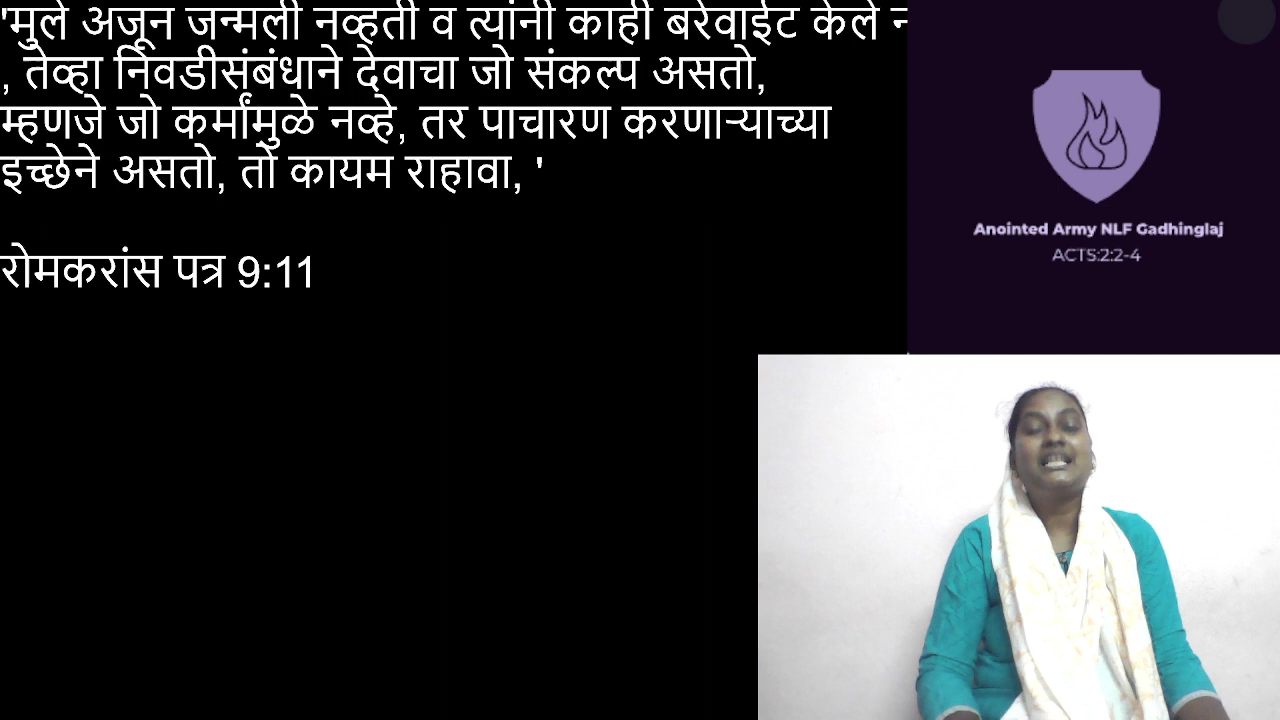 'मुले अजून जन्मली नव्हती व त्यांनी काही बरेवाईट केले
, तेव्हा निवडीसंबंधाने देवाचा जो संकल्प असतो,
म्हणजे जो कर्मांमुळे नव्हे, तर पाचारण करणाऱ्याच्या
इच्छेने असतो, तो कायम राहावा, '
रोमकरांस पत्र 9:11
Anointed Army NLF Gadhinglaj
ACTS:2:2-4